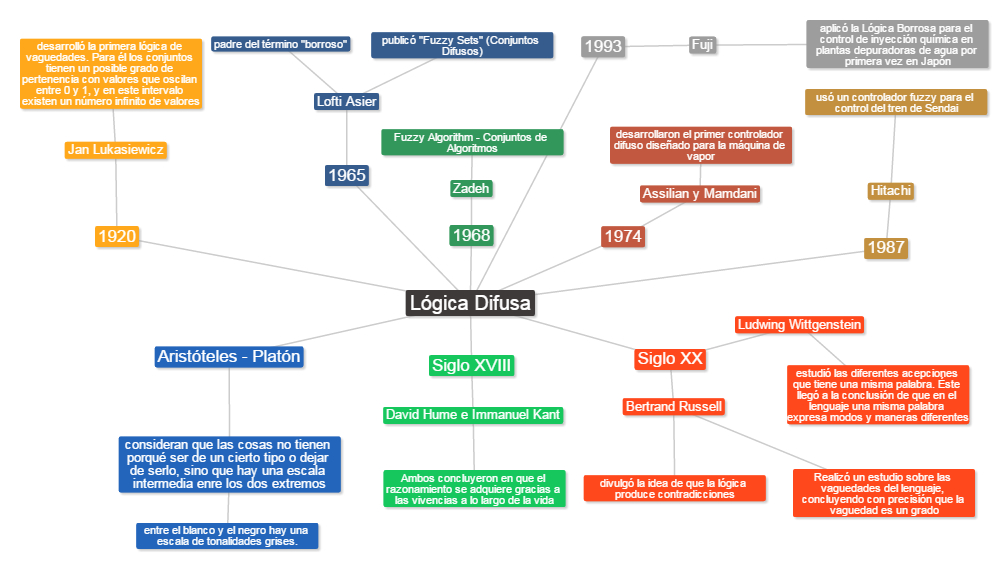 desarrolló la primera lógica de
vaguedades. Para él los conjuntos
tienen un posible grado de
pertenencia con valores que oscilan
entre 0 y 1, y en este intervalo
existen un número infinito de valores
Jan Lukasiewicz
1920
padre del término "borroso"
publicó "Fuzzy Sets" (Conjuntos
Difusos)
Lofti Asier
1965
Fuzzy Algorithm - Conjuntos de
Algoritmos
Zadeh
1968
1993
Fuji
aplicó la Lógica Borrosa para el
control de inyección química en
plantas depuradoras de agua por
primera vez en Japón
desarrollaron el primer controlador
difuso diseñado para la máquina de
vapor
Assilian y Mamdani
1974
usó un controlador fuzzy para el
control del tren de Sendai
Hitachi
1987
Lógica Difusa
Aristóteles - Platón
consideran que las cosas no tienen
porqué ser de un cierto tipo o dejar
de serlo, sino que hay una escala
intermedia enre los dos extremos
entre el blanco y el negro hay una
escala de tonalidades grises.
Siglo XVIII
David Hume e Immanuel Kant
Ambos concluyeron en que el
razonamiento se adquiere gracias a
las vivencias a lo largo de la vida
Siglo XX
Ludwing Wittgenstein
estudió las diferentes acepciones
que tiene una misma palabra. Éste
llegó a la conclusión de que en el
lenguaje una misma palabra
expresa modos y maneras diferentes
Bertrand Russell
divulgó la idea de que la lógica
produce contradicciones
Realizó un estudio sobre las
vaguedades del lenguaje,
concluyendo con precisión que la
vaguedad es un grado